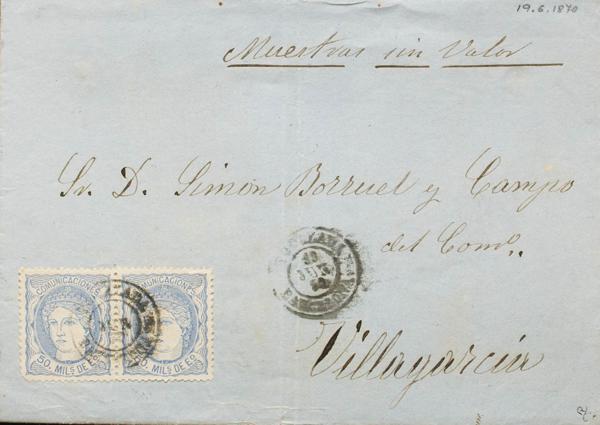 19.6.1870
Muestras sin Valor
Sr. D. Simon Borruel y Campo
del Como.
Villagarcia
COMUNICACIONES COMUNICACIONES
50. MILS. DE Eo. 50. MILS. DE Eo.